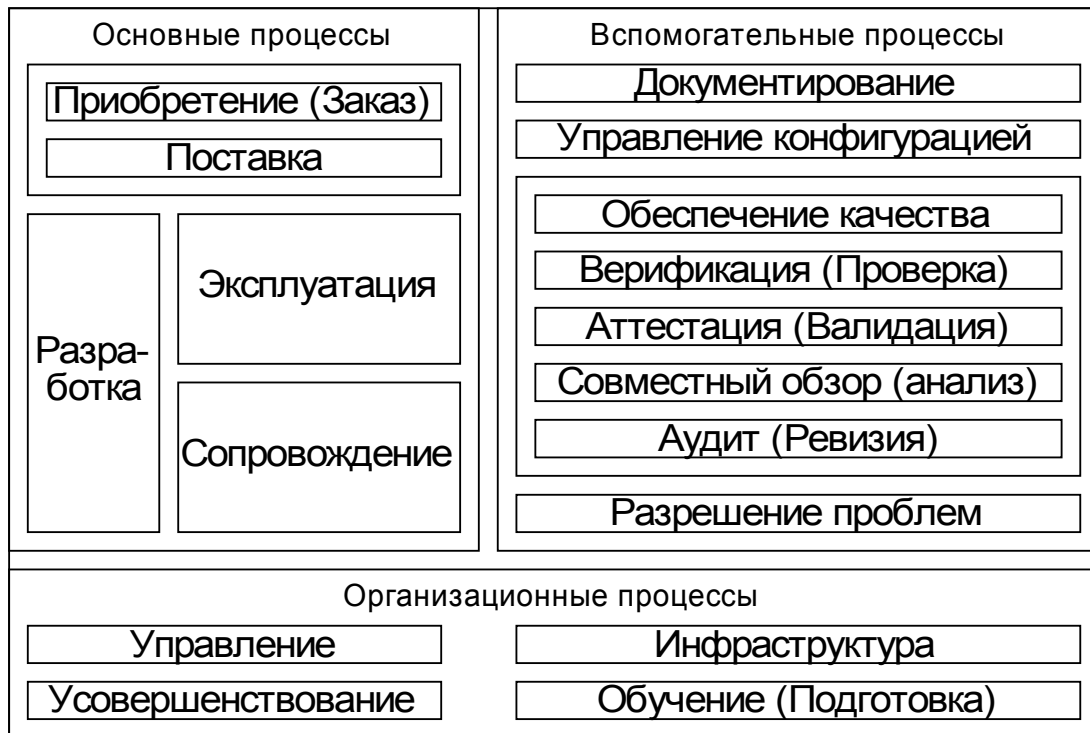 Основные процессы
Приобретение (Заказ)
Поставка
Разра-
ботка
Эксплуатация
Сопровождение
Вспомогательные процессы
Документирование
Управление конфигурацией
Обеспечение качества
Верификация (Проверка)
Аттестация (Валидация)
Совместный обзор (анализ)
Аудит (Ревизия)
Разрешение проблем
Организационные процессы
Управление
Инфраструктура
Усовершенствование
Обучение (Подготовка)